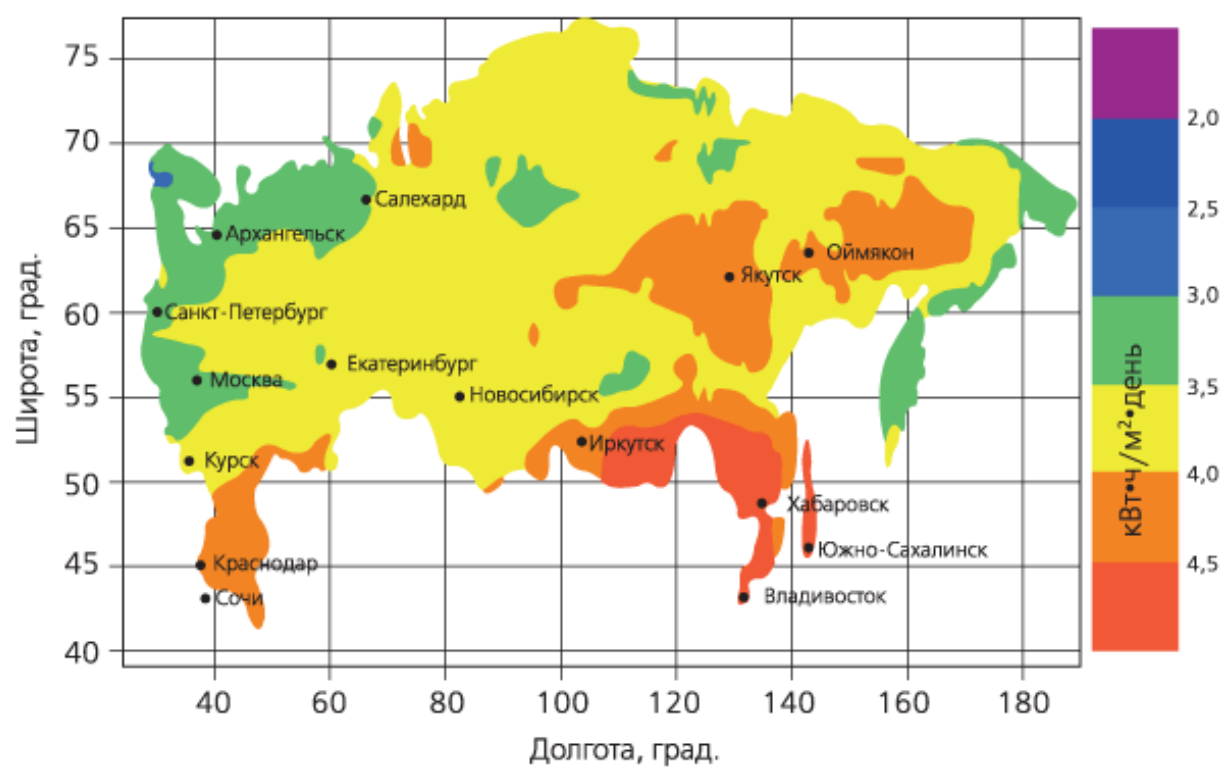 75
70
65
60
55
50
45
40
Широта, град.
Салехард
Архангельск
Оймякон
Якутск
Санкт-Петербург
Екатеринбург
Москва
Новосибирск
Иркутск
Курск
Хабаровск
Южно-Сахалинск
Краснодар
Сочи
Владивосток
40 60 80 100 120 140 160 180
Долгота, град.
2,0
2,5
3,0
3,5
4,0
4,5
кВт•ч/м²•день